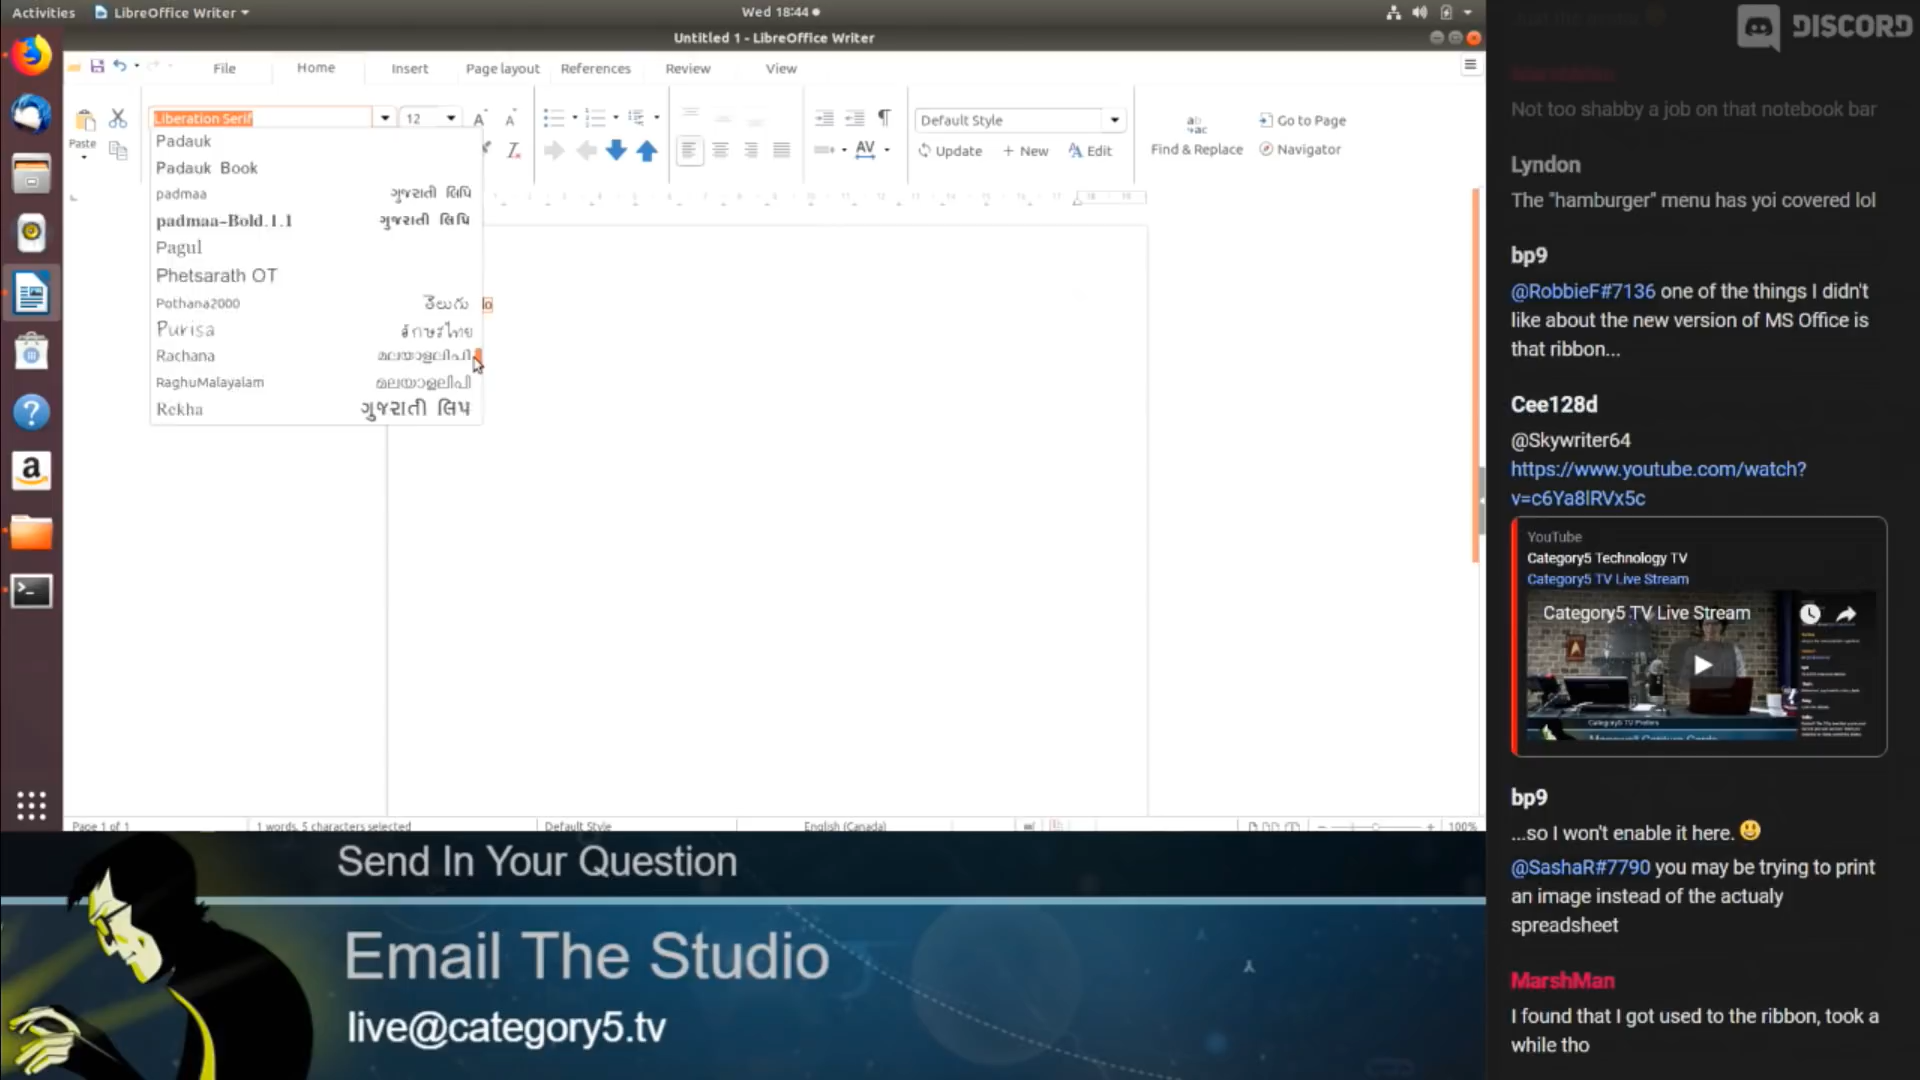 Activities
LibreOffice Writer
Wed 18:44
Untitled 1 - LibreOffice Writer
File
Home
Insert
Page layout
References
Review
View
Paste
Liberation Serif
12
Default Style
Update
New
Edit
Find & Replace
Go to Page
Navigator
Padauk
Padauk Book
padmaa ગુજરાતી લિપિ
padmaa-Bold.1.1 ગુજરાતી લિપિ
Pagul
Phetsarath OT
Pothana2000 తెలుగు
Purisa อักษรไทย
Rachana മലയാളലിപി
RaghuMalayalam മലയാളലിപി
Rekha ગુજરાતી લિપ
Page 1 of 1
1 words, 5 characters selected
Default Style
English (Canada)
100%
Send In Your Question
Email The Studio
live@category5.tv
DISCORD
Not too shabby a job on that notebook bar
Lyndon
The "hamburger" menu has yoi covered lol
bp9
@RobbieF#7136 one of the things I didn't
like about the new version of MS Office is
that ribbon...
Cee128d
@Skywriter64
https://www.youtube.com/watch?
v=c6Ya8lRVx5c
YouTube
Category5 Technology TV
Category5 TV Live Stream
Category5 TV Live Stream
bp9
...so I won't enable it here.
@SashaR#7790 you may be trying to print
an image instead of the actualy
spreadsheet
MarshMan
I found that I got used to the ribbon, took a
while tho